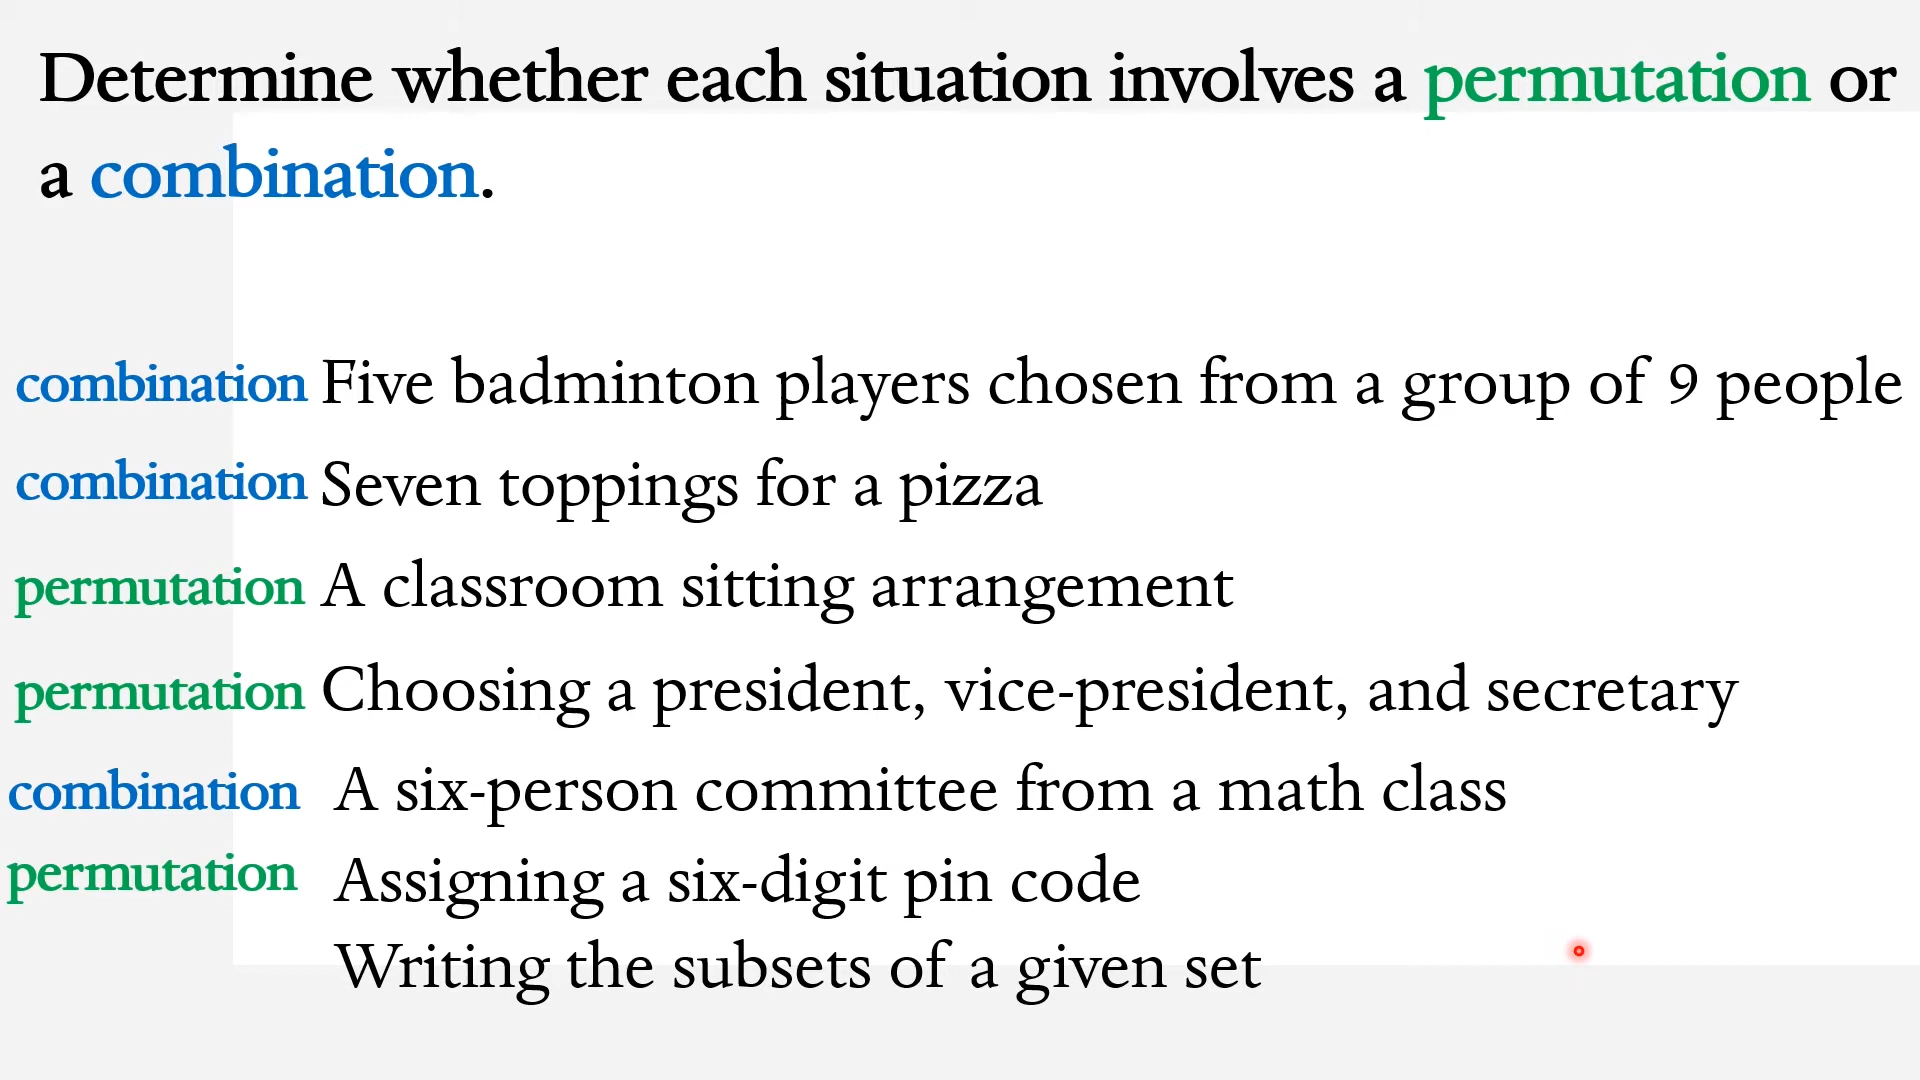 Determine whether each situation involves a permutation or
a combination.
combination Five badminton players chosen from a group of 9 people
combination Seven toppings for a pizza
permutation A classroom sitting arrangement
permutation Choosing a president, vice-president, and secretary
combination A six-person committee from a math class
permutation Assigning a six-digit pin code
Writing the subsets of a given set